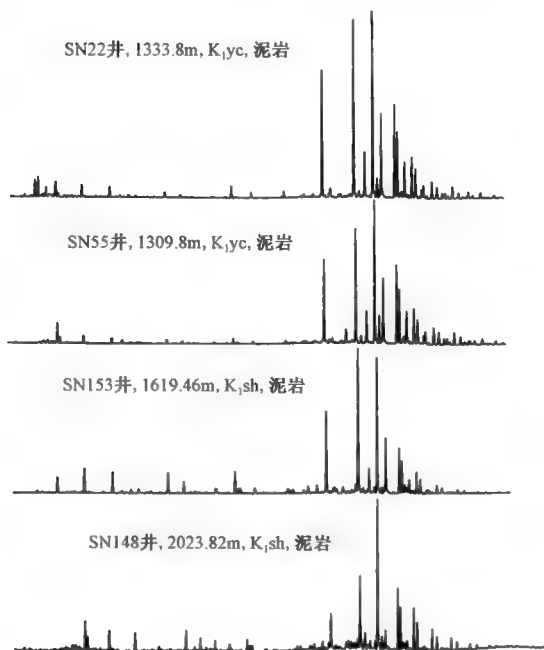 SN22井, 1333.8m, K₁yc, 泥岩
SN55井, 1309.8m, K₁yc, 泥岩
SN153井, 1619.46m, K₁sh, 泥岩
SN148井, 2023.82m, K₁sh, 泥岩